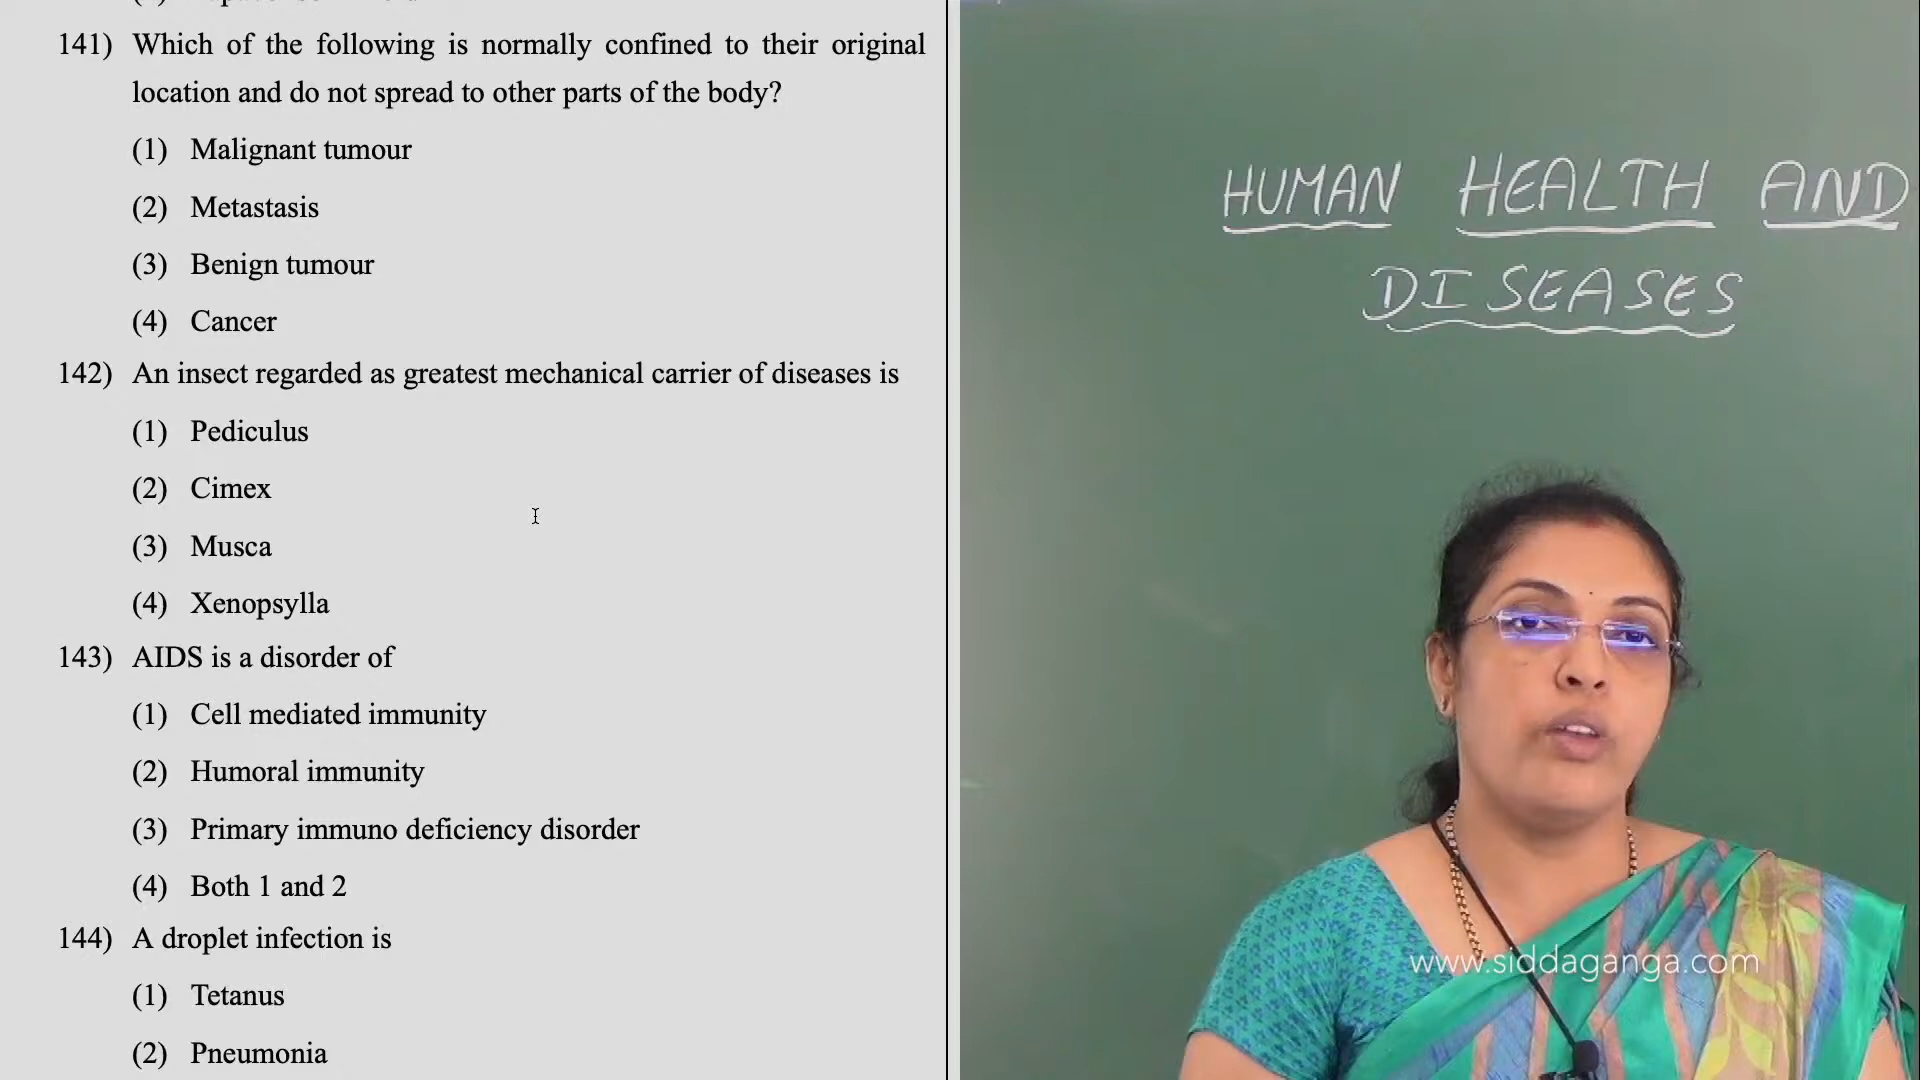 141) Which of the following is normally confined to their original
location and do not spread to other parts of the body?
(1) Malignant tumour
(2) Metastasis
(3) Benign tumour
(4) Cancer
142) An insect regarded as greatest mechanical carrier of diseases is
(1) Pediculus
(2) Cimex
(3) Musca
(4) Xenopsylla
143) AIDS is a disorder of
(1) Cell mediated immunity
(2) Humoral immunity
(3) Primary immuno deficiency disorder
(4) Both 1 and 2
144) A droplet infection is
(1) Tetanus
(2) Pneumonia
HUMAN HEALTH AND
DISEASES
www.siddaganga.com